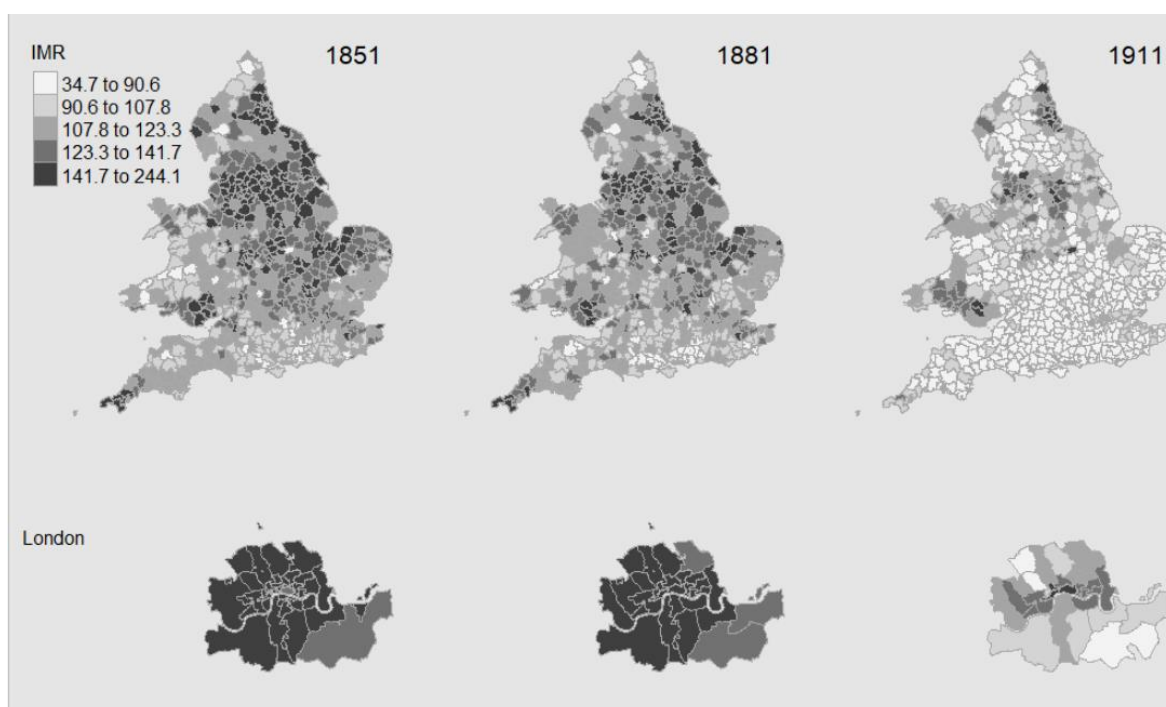 IMR
34.7 to 90.6
90.6 to 107.8
107.8 to 123.3
123.3 to 141.7
141.7 to 244.1
1851
1881
1911
London